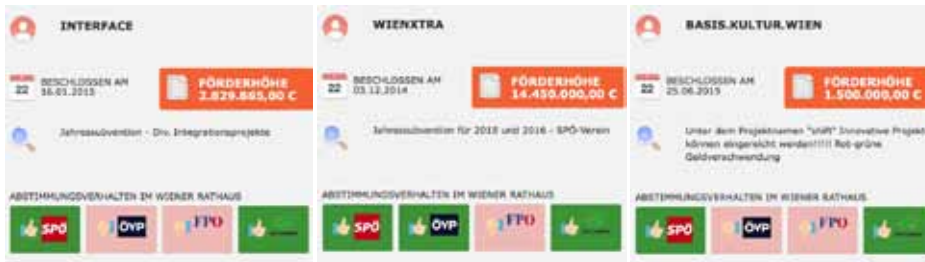 INTERFACE
22
BESCHLOSSEN AM
FÖRDERHÖHE
2.829.865,00 €
Jahressubvention - Div. Integrationsprojekte
ABSTIMMUNGSVERHALTEN IM WIENER RATHAUS
SPÖ
ÖVP
FPÖ
WIENXTRA
22
BESCHLOSSEN AM
03.12.2014
FÖRDERHÖHE
14.450.000,00 €
Jahressubvention für 2015 und 2016 - SPÖ-Verein
ABSTIMMUNGSVERHALTEN IM WIENER RATHAUS
SPÖ
ÖVP
FPÖ
BASIS.KULTUR.WIEN
22
BESCHLOSSEN AM
25.06.2015
FÖRDERHÖHE
1.500.000,00 €
Unter dem Projektnamen "shift" Innovative Projekt
können eingereicht werden!!!!! Rot-grüne
Geldverschwendung
ABSTIMMUNGSVERHALTEN IM WIENER RATHAUS
SPÖ
ÖVP
FPÖ